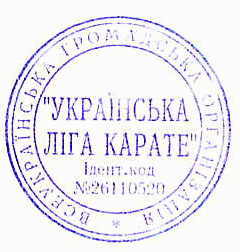 ВСЕУКРАЇНСЬКА ГРОМАДСЬКА ОРГАНІЗАЦІЯ
"УКРАЇНСЬКА
ЛІГА КАРАТЕ"
Ідент.код
№26110520
*